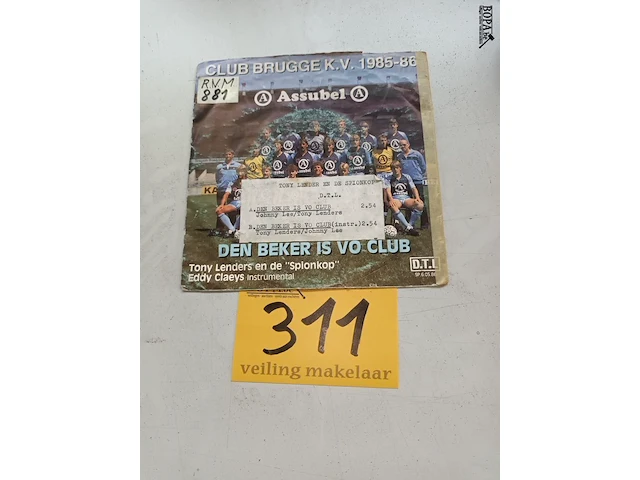 BOPA
CLUB BRUGGE K.V. 1985-86
R.V.M
881
A Assubel A
TONY LENDER EN DE SPIONKOP
D.T.L.
A. DEN BEKER IS VO CLUB 2.54
Johnny Lee/Tony Lenders
B. DEN BEKER IS VO CLUB(instr.)2.54
Tony Lenders/Johnny Lee
DEN BEKER IS VO CLUB
Tony Lenders en de "Spionkop"
Eddy Claeys instrumental
D.T.L.
311
veiling makelaar